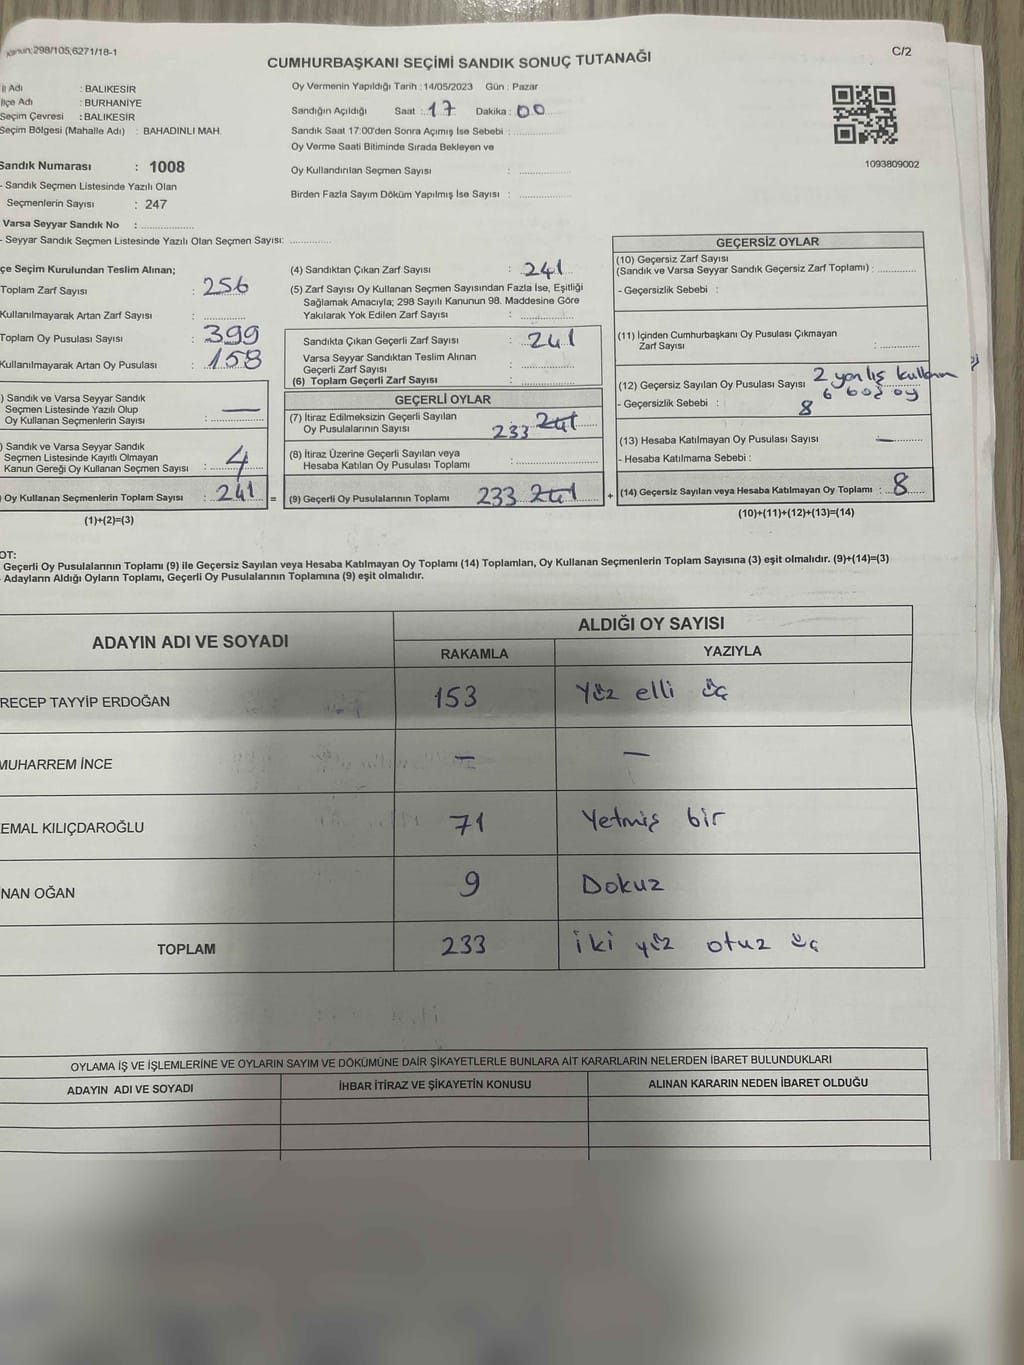 Kanun:298/105,6271/18-1
C/2
CUMHURBAŞKANI SEÇİMİ SANDIK SONUÇ TUTANAĞI
İl Adı : BALIKESİR
İlçe Adı : BURHANİYE
Seçim Çevresi : BALIKESİR
Seçim Bölgesi (Mahalle Adı) : BAHADINLI MAH.
Oy Vermenin Yapıldığı Tarih : 14/05/2023 Gün : Pazar
Sandığın Açıldığı Saat : 17 Dakika : 00
Sandık Saat 17:00'den Sonra Açılmış İse Sebebi :
Oy Verme Saati Bitiminde Sırada Bekleyen ve
Oy Kullandırılan Seçmen Sayısı :
Birden Fazla Sayım Döküm Yapılmış İse Sayısı :
1093809002
Sandık Numarası : 1008
- Sandık Seçmen Listesinde Yazılı Olan
Seçmenlerin Sayısı : 247
Varsa Seyyar Sandık No :
- Seyyar Sandık Seçmen Listesinde Yazılı Olan Seçmen Sayısı:
çe Seçim Kurulundan Teslim Alınan;
Toplam Zarf Sayısı : 256
Kullanılmayarak Artan Zarf Sayısı :
Toplam Oy Pusulası Sayısı : 399
Kullanılmayarak Artan Oy Pusulası : 158
) Sandık ve Varsa Seyyar Sandık
Seçmen Listesinde Yazılı Olup
Oy Kullanan Seçmenlerin Sayısı : —
) Sandık ve Varsa Seyyar Sandık
Seçmen Listesinde Kayıtlı Olmayan
Kanun Gereği Oy Kullanan Seçmen Sayısı : 4
) Oy Kullanan Seçmenlerin Toplam Sayısı : 241 =
(1)+(2)=(3)
(4) Sandıktan Çıkan Zarf Sayısı : 241
(5) Zarf Sayısı Oy Kullanan Seçmen Sayısından Fazla İse, Eşitliği
Sağlamak Amacıyla; 298 Sayılı Kanunun 98. Maddesine Göre
Yakılarak Yok Edilen Zarf Sayısı :
Sandıkta Çıkan Geçerli Zarf Sayısı : 241
Varsa Seyyar Sandıktan Teslim Alınan
Geçerli Zarf Sayısı :
(6) Toplam Geçerli Zarf Sayısı :
GEÇERLİ OYLAR
(7) İtiraz Edilmeksizin Geçerli Sayılan
Oy Pusulalarının Sayısı 233 241
(8) İtiraz Üzerine Geçerli Sayılan veya
Hesaba Katılan Oy Pusulası Toplamı :
(9) Geçerli Oy Pusulalarının Toplamı 233 241 +
GEÇERSİZ OYLAR
(10) Geçersiz Zarf Sayısı
(Sandık ve Varsa Seyyar Sandık Geçersiz Zarf Toplamı) :
- Geçersizlik Sebebi :
(11) İçinden Cumhurbaşkanı Oy Pusulası Çıkmayan
Zarf Sayısı :
(12) Geçersiz Sayılan Oy Pusulası Sayısı 2 yanlış kullanım
- Geçersizlik Sebebi : 6 boş oy
8
(13) Hesaba Katılmayan Oy Pusulası Sayısı : —
- Hesaba Katılmama Sebebi :
(14) Geçersiz Sayılan veya Hesaba Katılmayan Oy Toplamı : 8
(10)+(11)+(12)+(13)=(14)
OT:
Geçerli Oy Pusulalarının Toplamı (9) ile Geçersiz Sayılan veya Hesaba Katılmayan Oy Toplamı (14) Toplamları, Oy Kullanan Seçmenlerin Toplam Sayısına (3) eşit olmalıdır. (9)+(14)=(3)
Adayların Aldığı Oyların Toplamı, Geçerli Oy Pusulalarının Toplamına (9) eşit olmalıdır.
ADAYIN ADI VE SOYADI
ALDIĞI OY SAYISI
RAKAMLA YAZIYLA
RECEP TAYYİP ERDOĞAN 153 Yüz elli üç
MUHARREM İNCE — —
EMAL KILIÇDAROĞLU 71 Yetmiş bir
NAN OĞAN 9 Dokuz
TOPLAM 233 iki yüz otuz üç
OYLAMA İŞ VE İŞLEMLERİNE VE OYLARIN SAYIM VE DÖKÜMÜNE DAİR ŞİKAYETLERLE BUNLARA AİT KARARLARIN NELERDEN İBARET BULUNDUKLARI
ADAYIN ADI VE SOYADI İHBAR İTİRAZ VE ŞİKAYETİN KONUSU ALINAN KARARIN NEDEN İBARET OLDUĞU